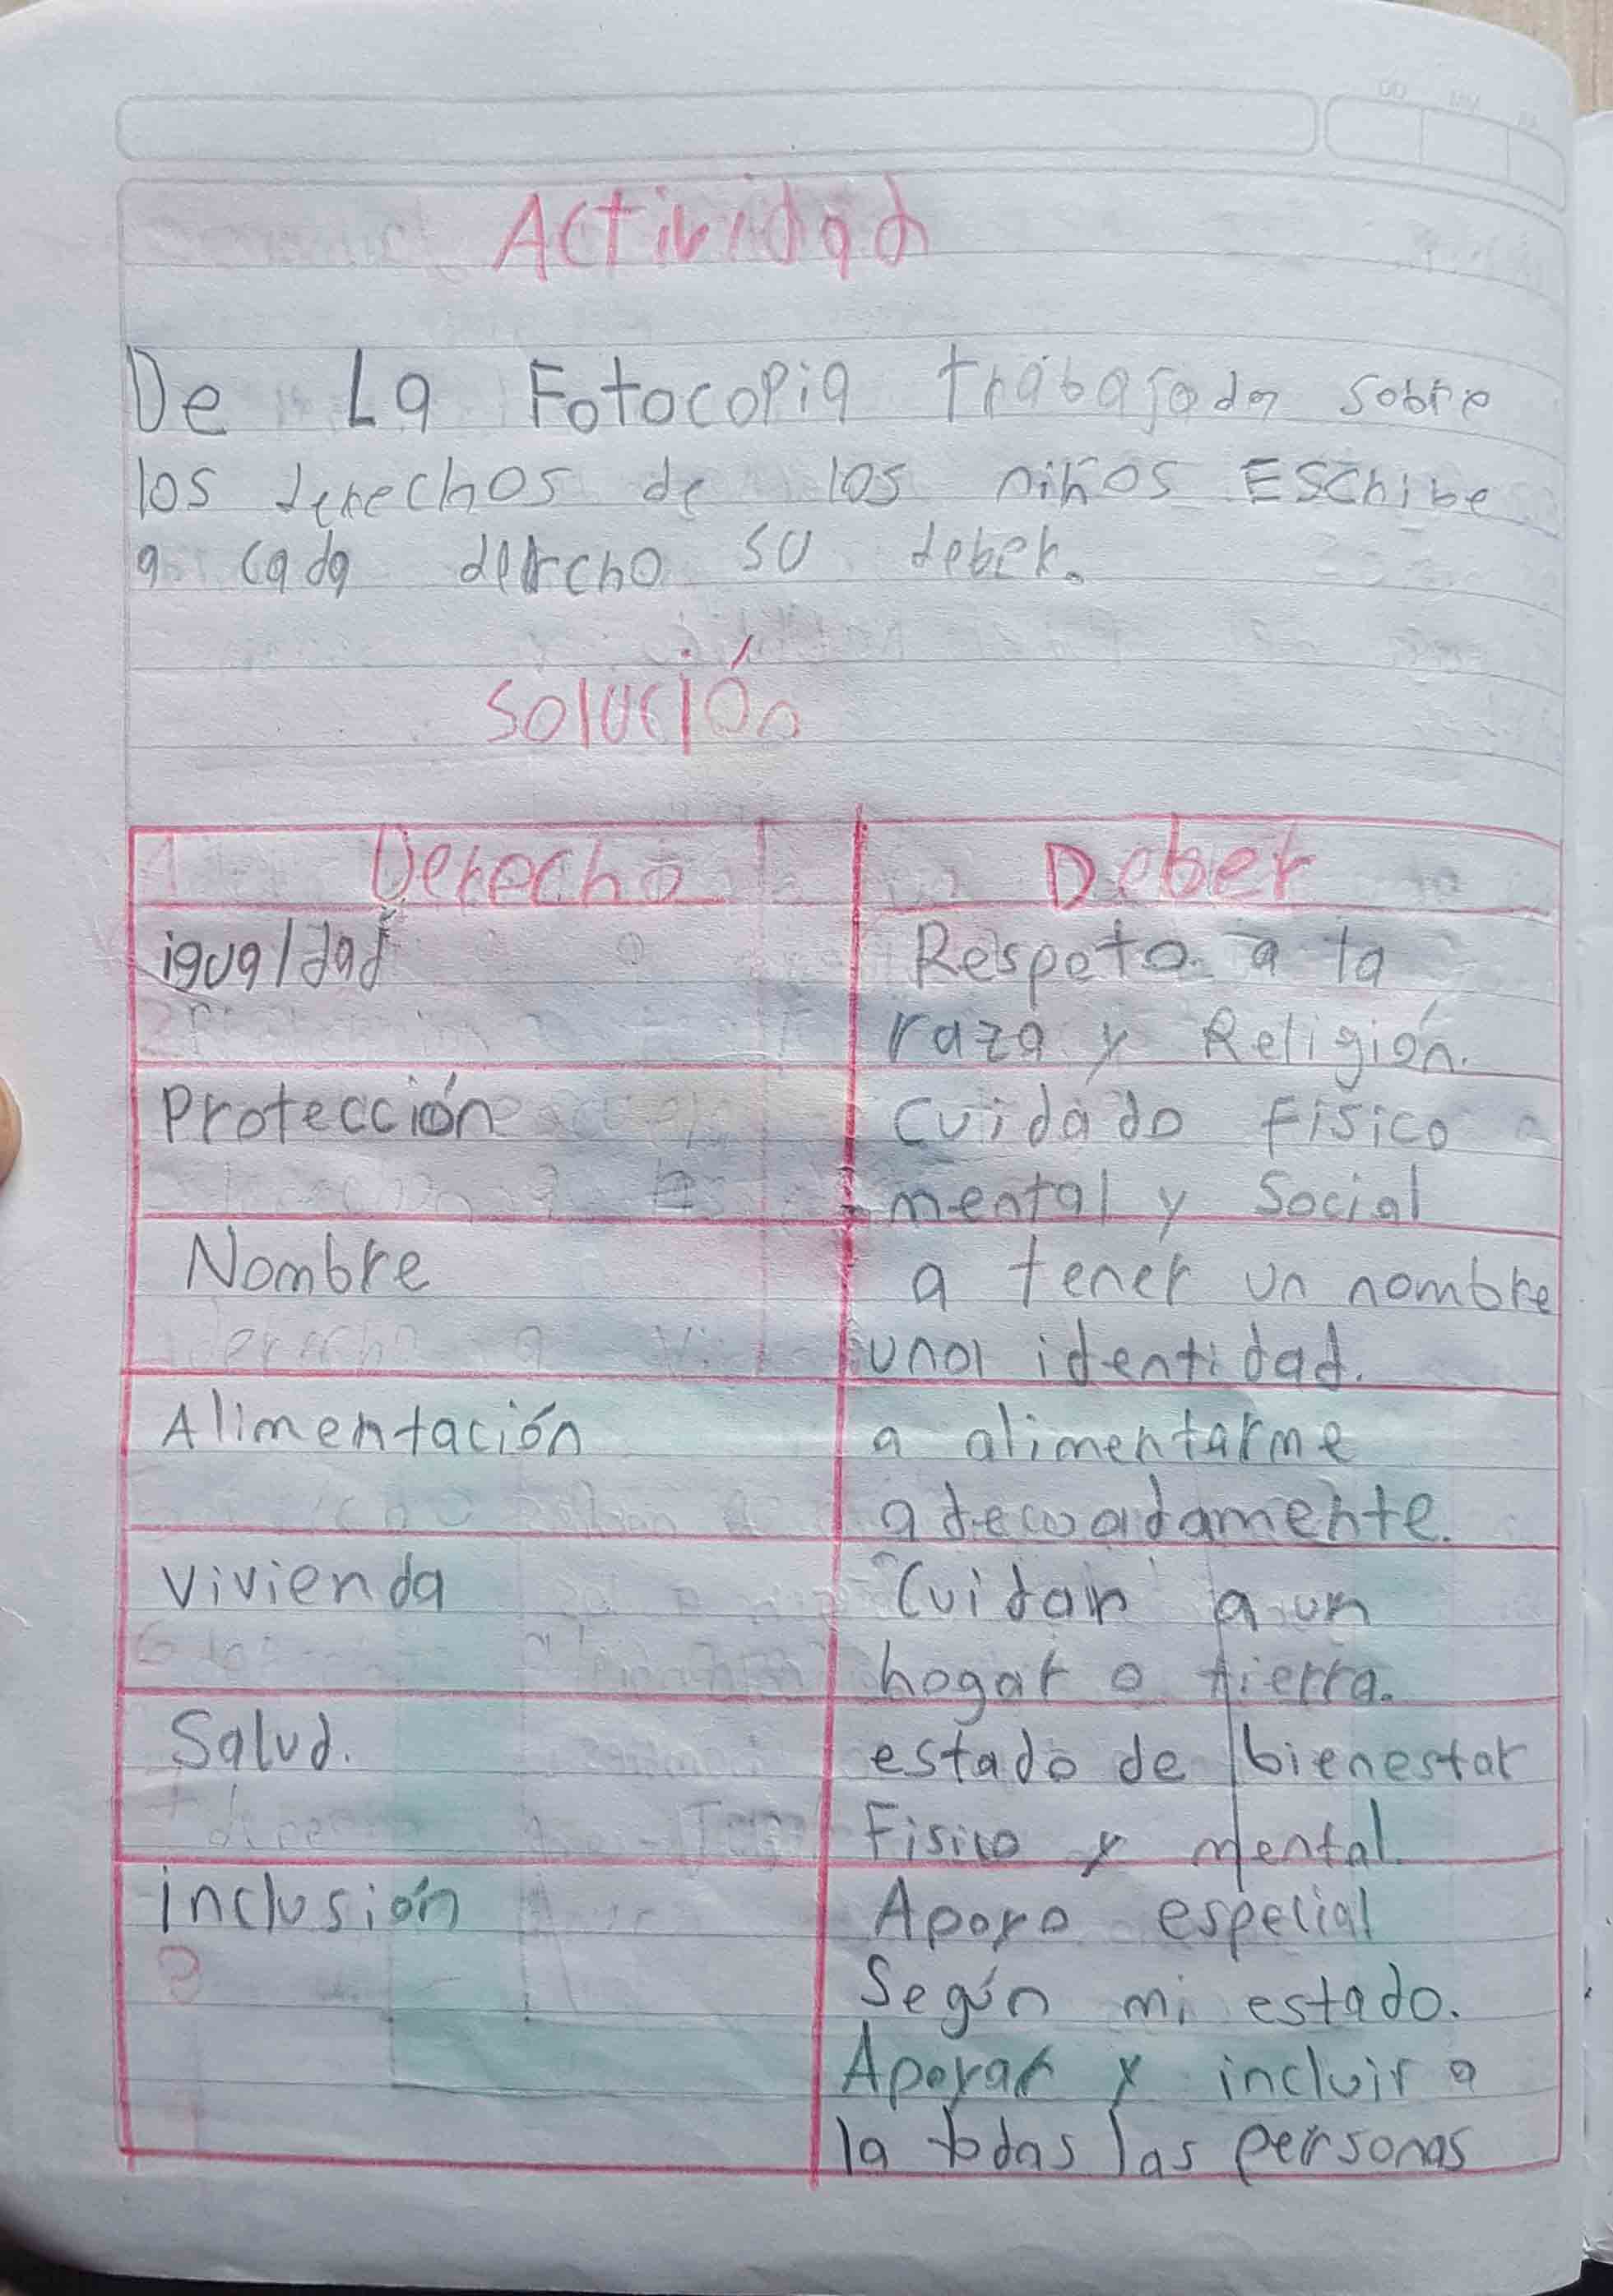 Actividad
De La Fotocopia trabajada sobre
los derechos de los niños Escribe
a cada derecho su deber.
Solución
Derecho Deber
igualdad Respeto a la
raza y Religión.
Protección Cuidado Fisico
mental y Social
Nombre a tener un nombre
una identidad.
Alimentación a alimentarme
adecuadamente.
Vivienda Cuidar a un
hogar o tierra.
Salud. estado de bienestar
Fisico y mental.
inclusión Apoyo especial
Según mi estado.
Apoyar y incluir a
la todas las personas